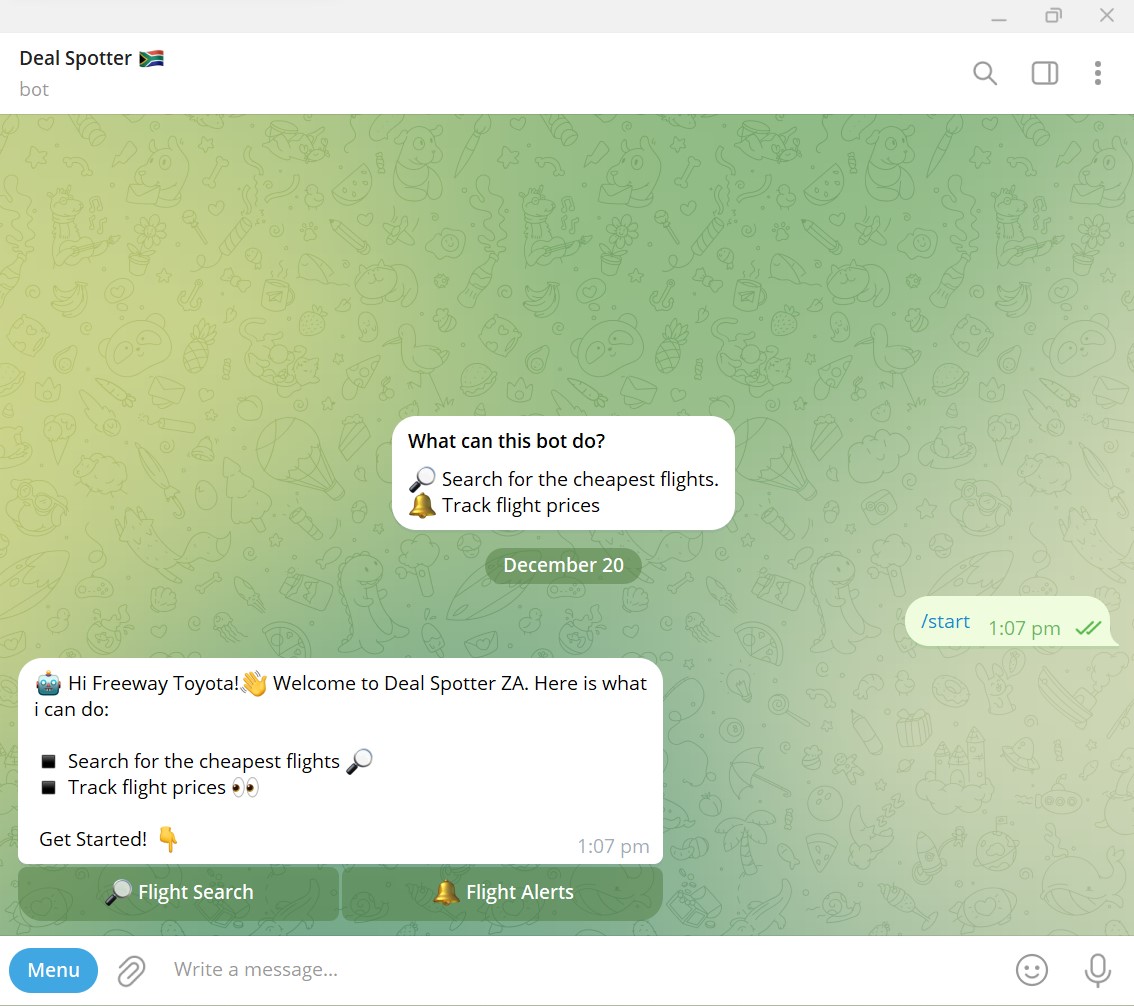 Deal Spotter 🇿🇦
bot
What can this bot do?
🔎 Search for the cheapest flights.
🔔 Track flight prices
December 20
/start 1:07 pm
🤖 Hi Freeway Toyota!👋 Welcome to Deal Spotter ZA. Here is what
i can do:
▪️ Search for the cheapest flights 🔎
▪️ Track flight prices 👀
Get Started! 👇
1:07 pm
🔎 Flight Search
🔔 Flight Alerts
Menu
Write a message...